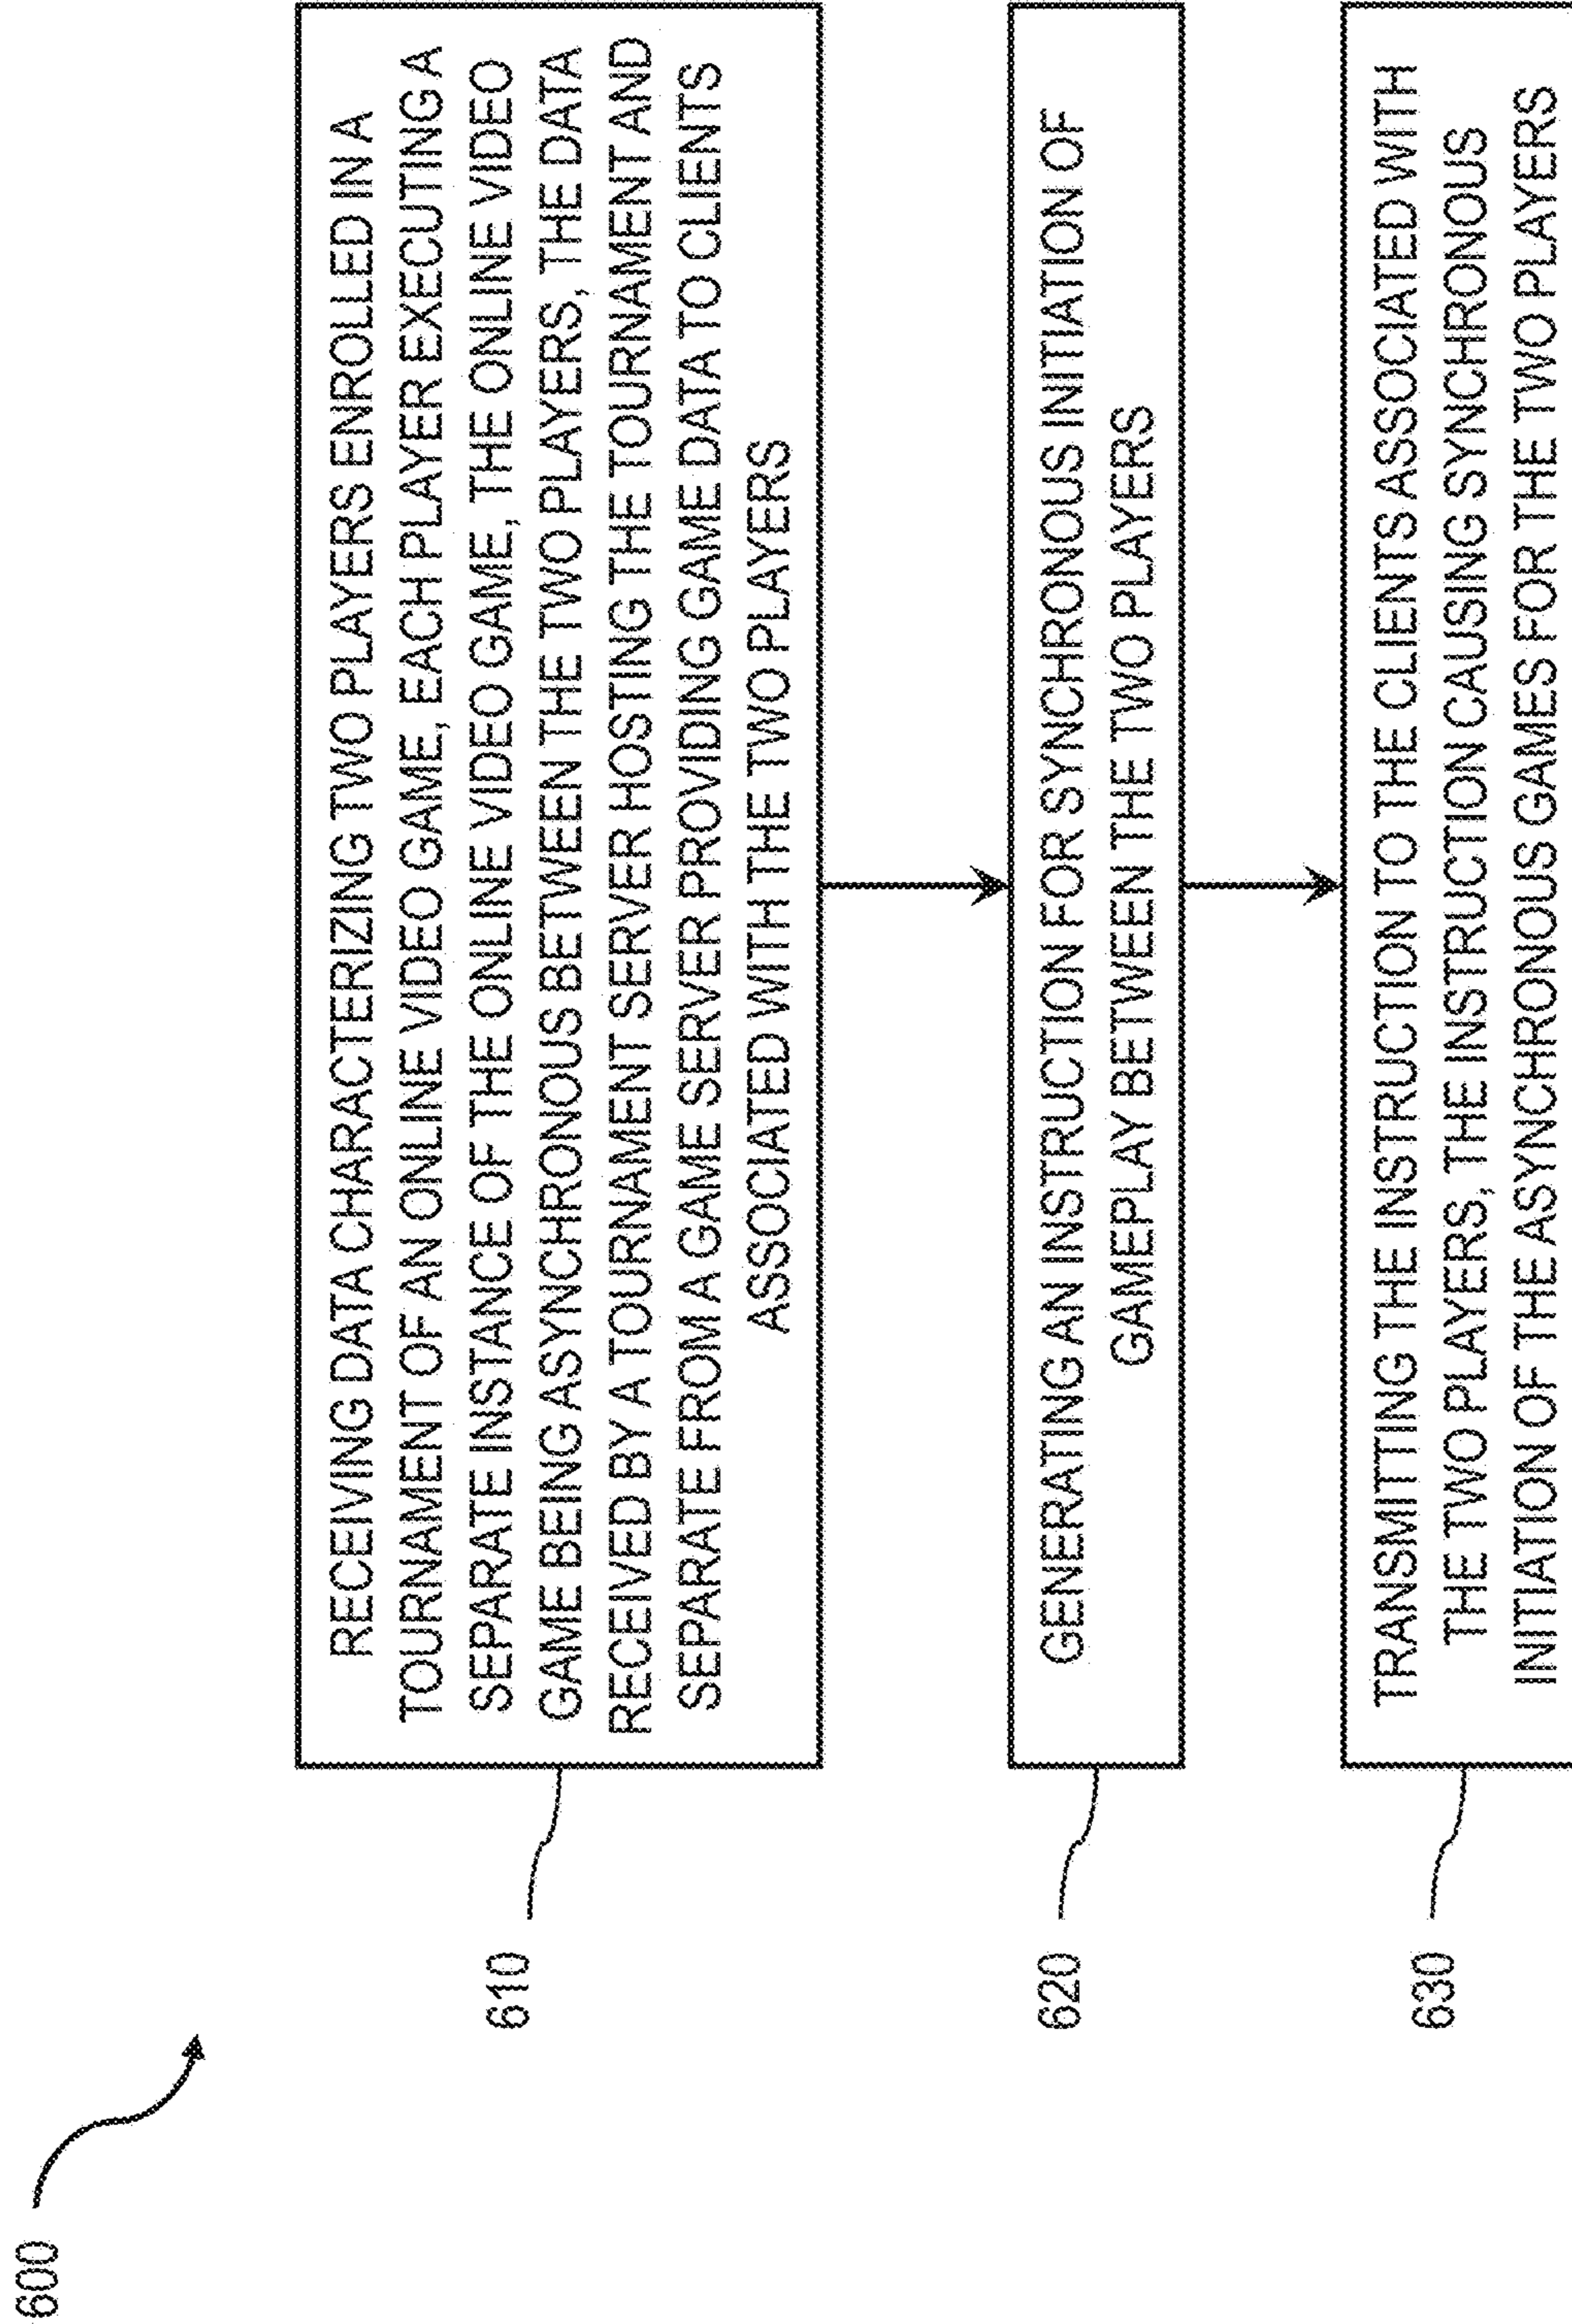 600
610
RECEIVING DATA CHARACTERIZING TWO PLAYERS ENROLLED IN A
TOURNAMENT OF AN ONLINE VIDEO GAME, EACH PLAYER EXECUTING A
SEPARATE INSTANCE OF THE ONLINE VIDEO GAME, THE ONLINE VIDEO
GAME BEING ASYNCHRONOUS BETWEEN THE TWO PLAYERS, THE DATA
RECEIVED BY A TOURNAMENT SERVER HOSTING THE TOURNAMENT AND
SEPARATE FROM A GAME SERVER PROVIDING GAME DATA TO CLIENTS
ASSOCIATED WITH THE TWO PLAYERS
620
GENERATING AN INSTRUCTION FOR SYNCHRONOUS INITIATION OF
GAMEPLAY BETWEEN THE TWO PLAYERS
630
TRANSMITTING THE INSTRUCTION TO THE CLIENTS ASSOCIATED WITH
THE TWO PLAYERS, THE INSTRUCTION CAUSING SYNCHRONOUS
INITIATION OF THE ASYNCHRONOUS GAMES FOR THE TWO PLAYERS